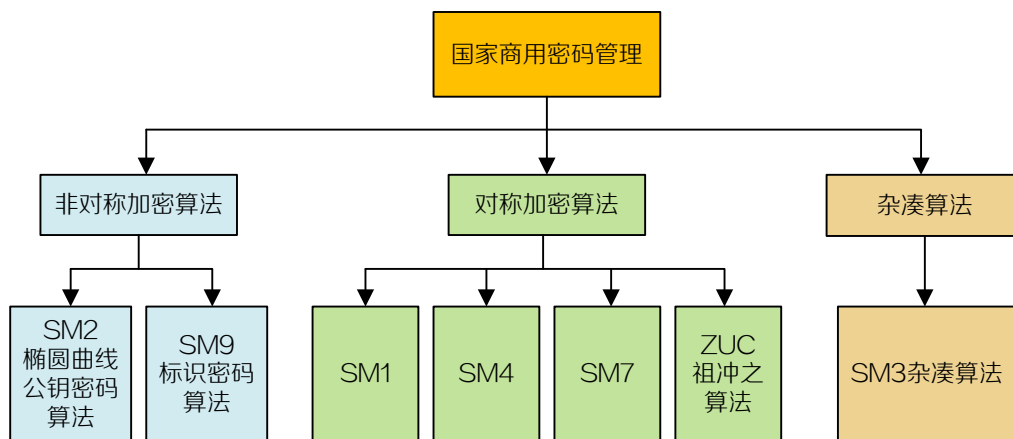 国家商用密码管理
非对称加密算法
对称加密算法
杂凑算法
SM2
椭圆曲线
公钥密码
算法
SM9
标识密码
算法
SM1
SM4
SM7
ZUC
祖冲之
算法
SM3杂凑算法